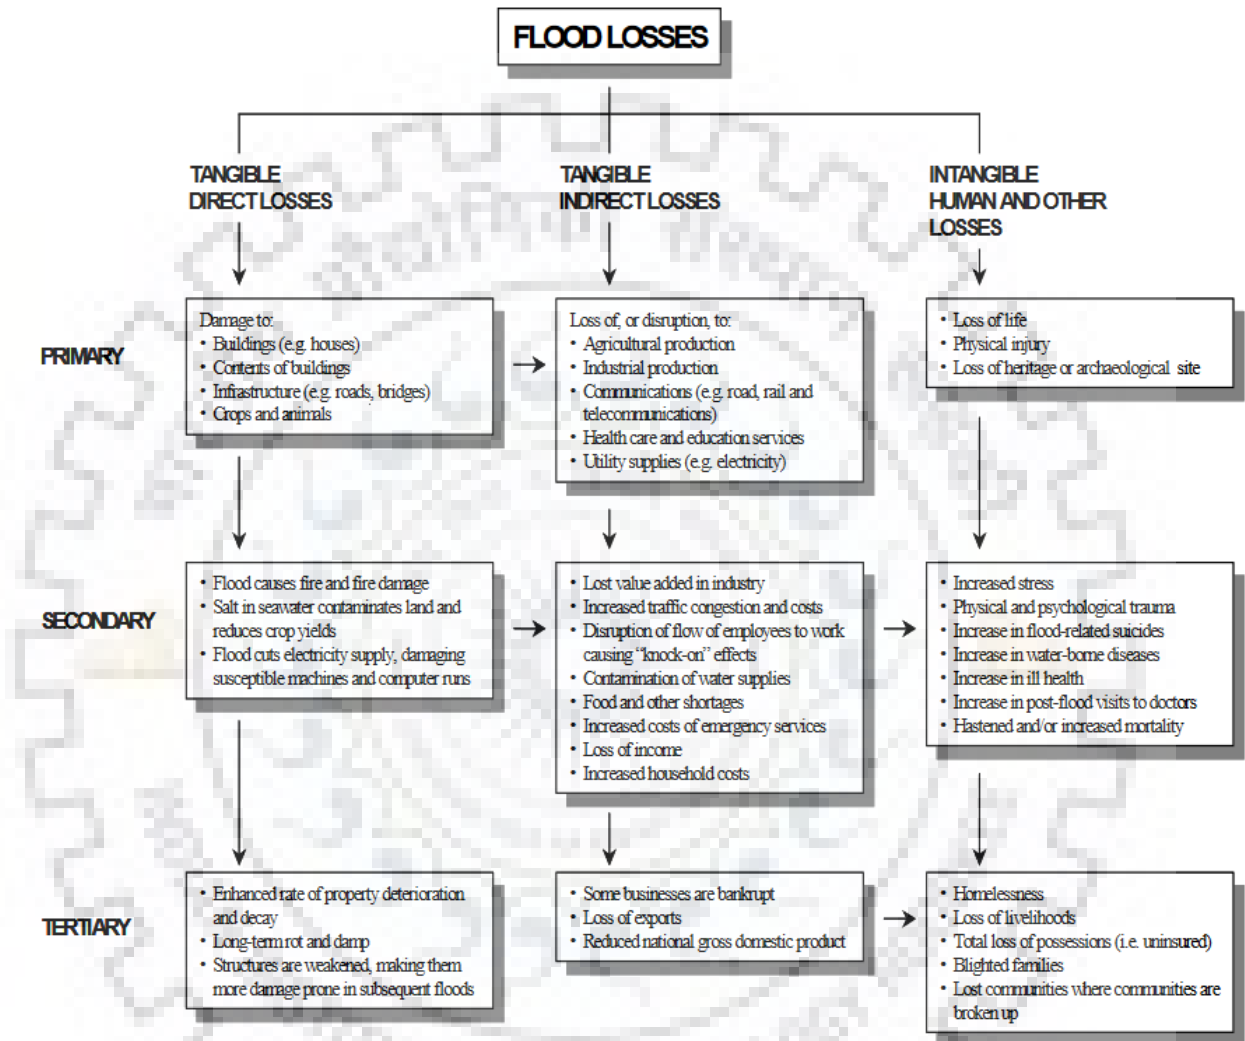 FLOOD LOSSES
TANGIBLE
DIRECT LOSSES
TANGIBLE
INDIRECT LOSSES
INTANGIBLE
HUMAN AND OTHER
LOSSES
PRIMARY
Damage to:
• Buildings (e.g. houses)
• Contents of buildings
• Infrastructure (e.g. roads, bridges)
• Crops and animals
Loss of, or disruption, to:
• Agricultural production
• Industrial production
• Communications (e.g. road, rail and
telecommunications)
• Health care and education services
• Utility supplies (e.g. electricity)
• Loss of life
• Physical injury
• Loss of heritage or archaeological site
SECONDARY
• Flood causes fire and fire damage
• Salt in seawater contaminates land and
reduces crop yields
• Flood cuts electricity supply, damaging
susceptible machines and computer runs
• Lost value added in industry
• Increased traffic congestion and costs
• Disruption of flow of employees to work
causing “knock-on” effects
• Contamination of water supplies
• Food and other shortages
• Increased costs of emergency services
• Loss of income
• Increased household costs
• Increased stress
• Physical and psychological trauma
• Increase in flood-related suicides
• Increase in water-borne diseases
• Increase in ill health
• Increase in post-flood visits to doctors
• Hastened and/or increased mortality
TERTIARY
• Enhanced rate of property deterioration
and decay
• Long-term rot and damp
• Structures are weakened, making them
more damage prone in subsequent floods
• Some businesses are bankrupt
• Loss of exports
• Reduced national gross domestic product
• Homelessness
• Loss of livelihoods
• Total loss of possessions (i.e. uninsured)
• Blighted families
• Lost communities where communities are
broken up